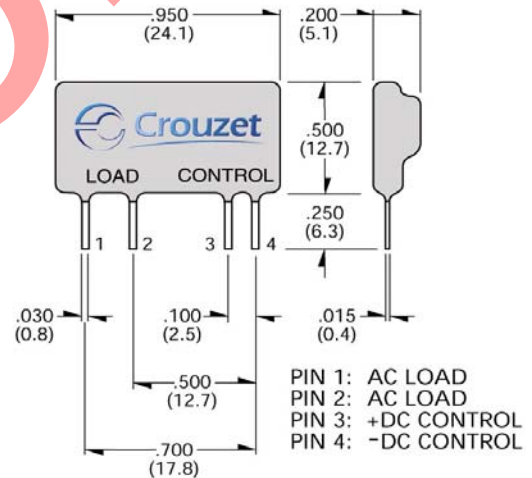 .950
(24.1)
.200
(5.1)
Crouzet
.500
(12.7)
LOAD CONTROL
.250
(6.3)
1 2 3 4
.030
(0.8)
.100
(2.5)
.015
(0.4)
.500
(12.7)
.700
(17.8)
PIN 1: AC LOAD
PIN 2: AC LOAD
PIN 3: +DC CONTROL
PIN 4: -DC CONTROL